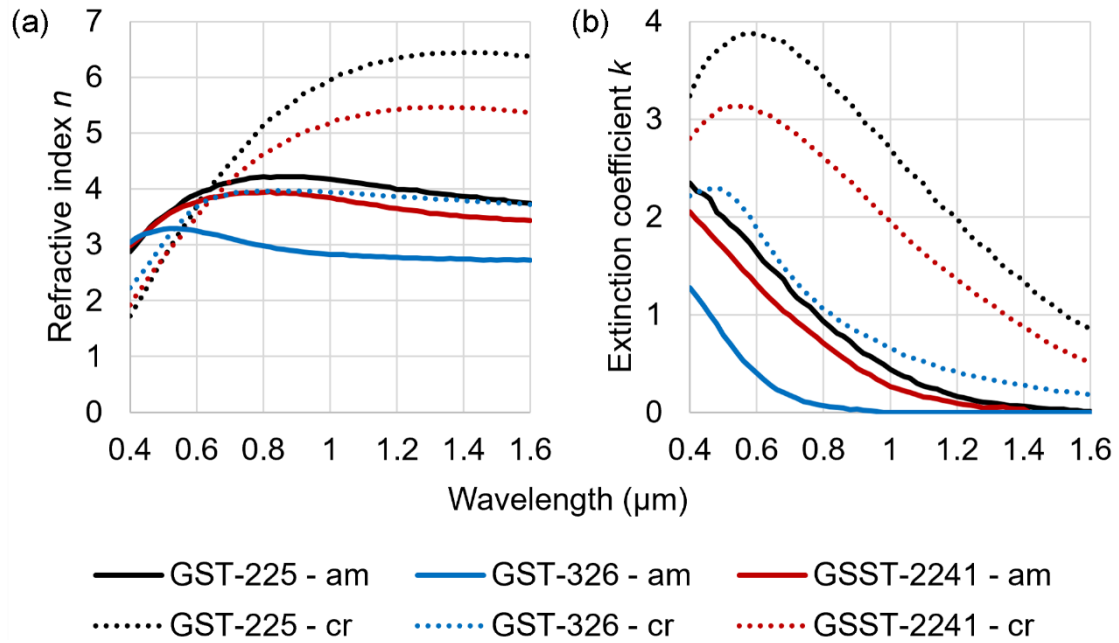 (a)
Refractive index n
7
6
5
4
3
2
1
0
0.4 0.6 0.8 1 1.2 1.4 1.6
(b)
Extinction coefficient k
4
3
2
1
0
0.4 0.6 0.8 1 1.2 1.4 1.6
Wavelength (μm)
GST-225 - am GST-326 - am GSST-2241 - am
GST-225 - cr GST-326 - cr GSST-2241 - cr